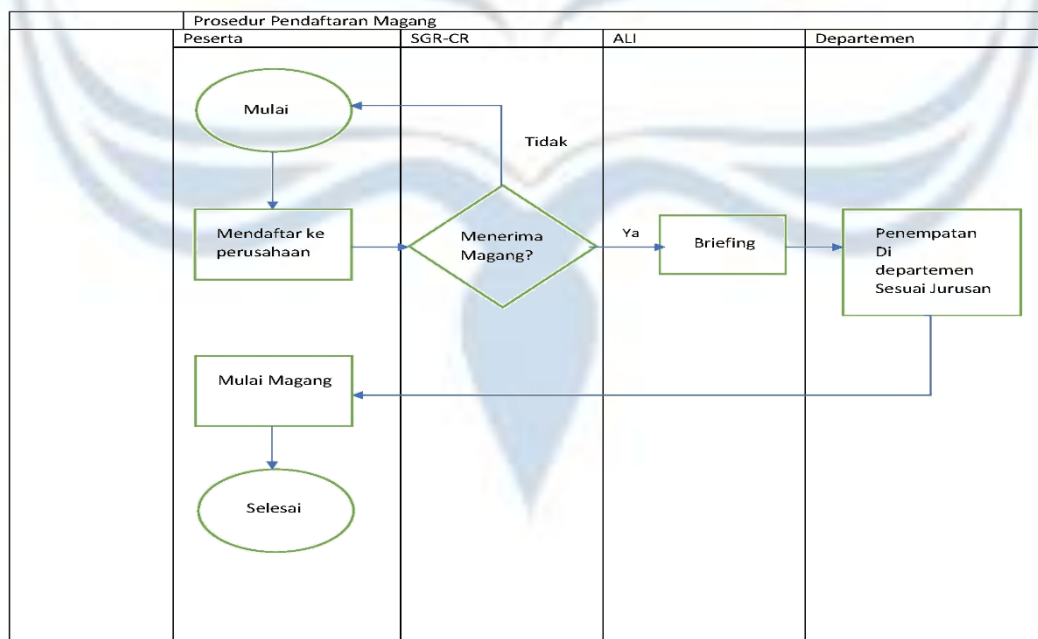 Prosedur Pendaftaran Magang
Peserta
SGR-CR
ALI
Departemen
Mulai
Tidak
Mendaftar ke
perusahaan
Menerima
Magang?
Ya
Briefing
Penempatan
Di
departemen
Sesuai Jurusan
Mulai Magang
Selesai